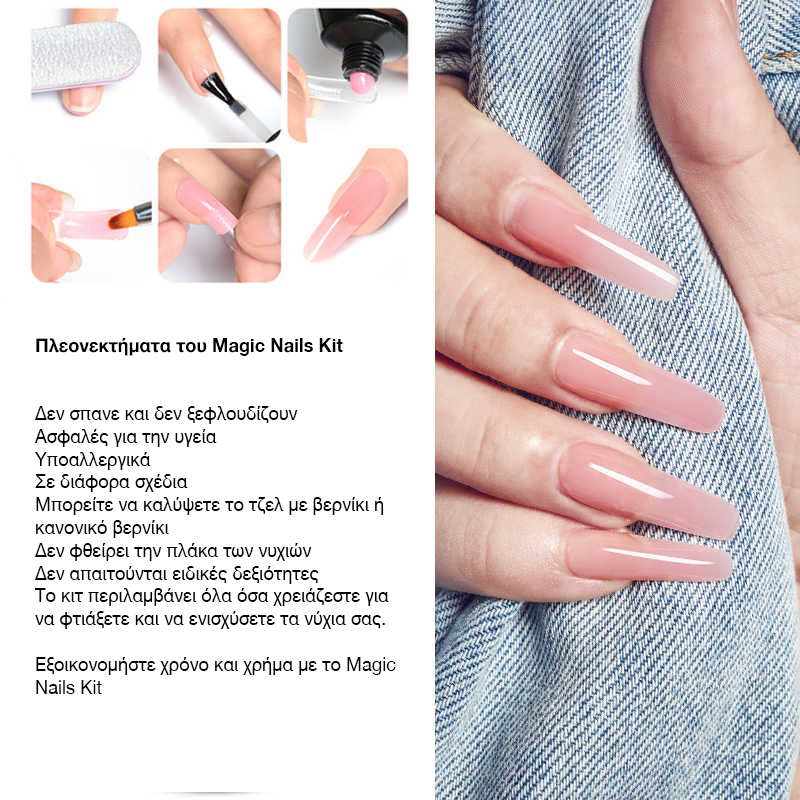 Πλεονεκτήματα του Magic Nails Kit
Δεν σπανε και δεν ξεφλουδίζουν
Ασφαλές για την υγεία
Υποαλλεργικά
Σε διάφορα σχέδια
Μπορείτε να καλύψετε το τζελ με βερνίκι ή
κανονικό βερνίκι
Δεν φθείρει την πλάκα των νυχιών
Δεν απαιτούνται ειδικές δεξιότητες
Το κιτ περιλαμβάνει όλα όσα χρειάζεστε για
να φτιάξετε και να ενισχύσετε τα νύχια σας.
Εξοικονομήστε χρόνο και χρήμα με το Magic
Nails Kit